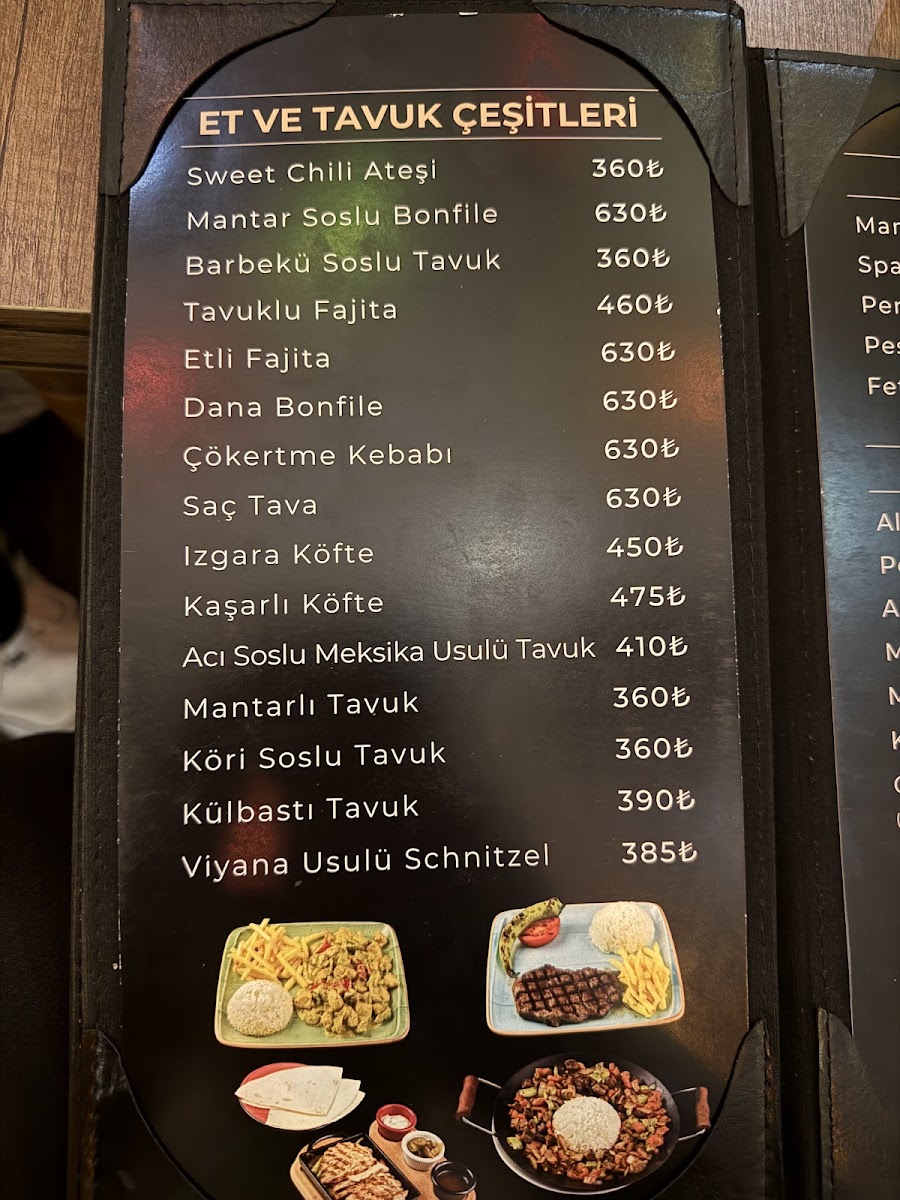 ET VE TAVUK ÇEŞİTLERİ
Sweet Chili Ateşi 360₺
Mantar Soslu Bonfile 630₺
Barbekü Soslu Tavuk 360₺
Tavuklu Fajita 460₺
Etli Fajita 630₺
Dana Bonfile 630₺
Çökertme Kebabı 630₺
Saç Tava 630₺
Izgara Köfte 450₺
Kaşarlı Köfte 475₺
Acı Soslu Meksika Usulü Tavuk 410₺
Mantarlı Tavuk 360₺
Köri Soslu Tavuk 360₺
Külbastı Tavuk 390₺
Viyana Usulü Schnitzel 385₺